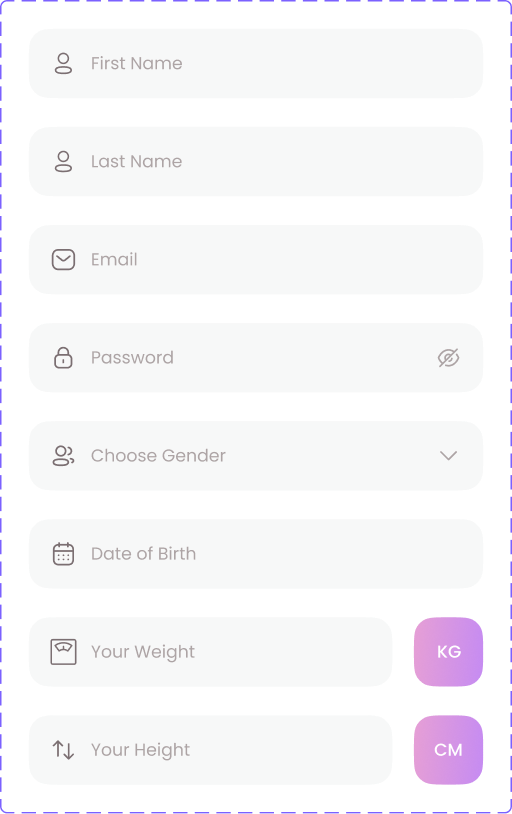 First Name
Last Name
Email
Password
Choose Gender
Date of Birth
Your Weight
KG
Your Height
CM